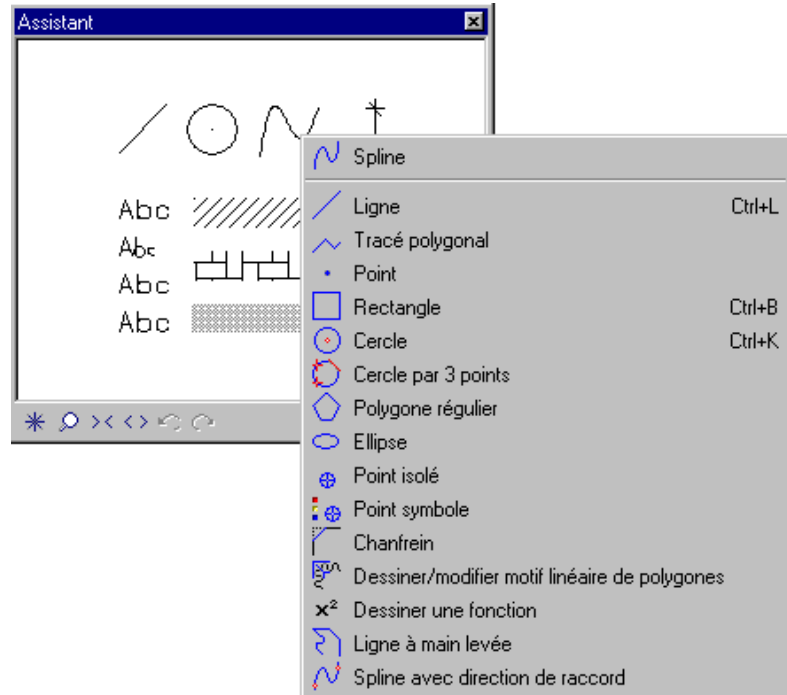 Assistant
Spline
Abc
Ligne Ctrl+L
Abc
Tracé polygonal
Abc
Point
Abc
Rectangle Ctrl+B
Cercle Ctrl+K
Cercle par 3 points
Polygone régulier
Ellipse
Point isolé
Point symbole
Chanfrein
Dessiner/modifier motif linéaire de polygones
x² Dessiner une fonction
Ligne à main levée
Spline avec direction de raccord